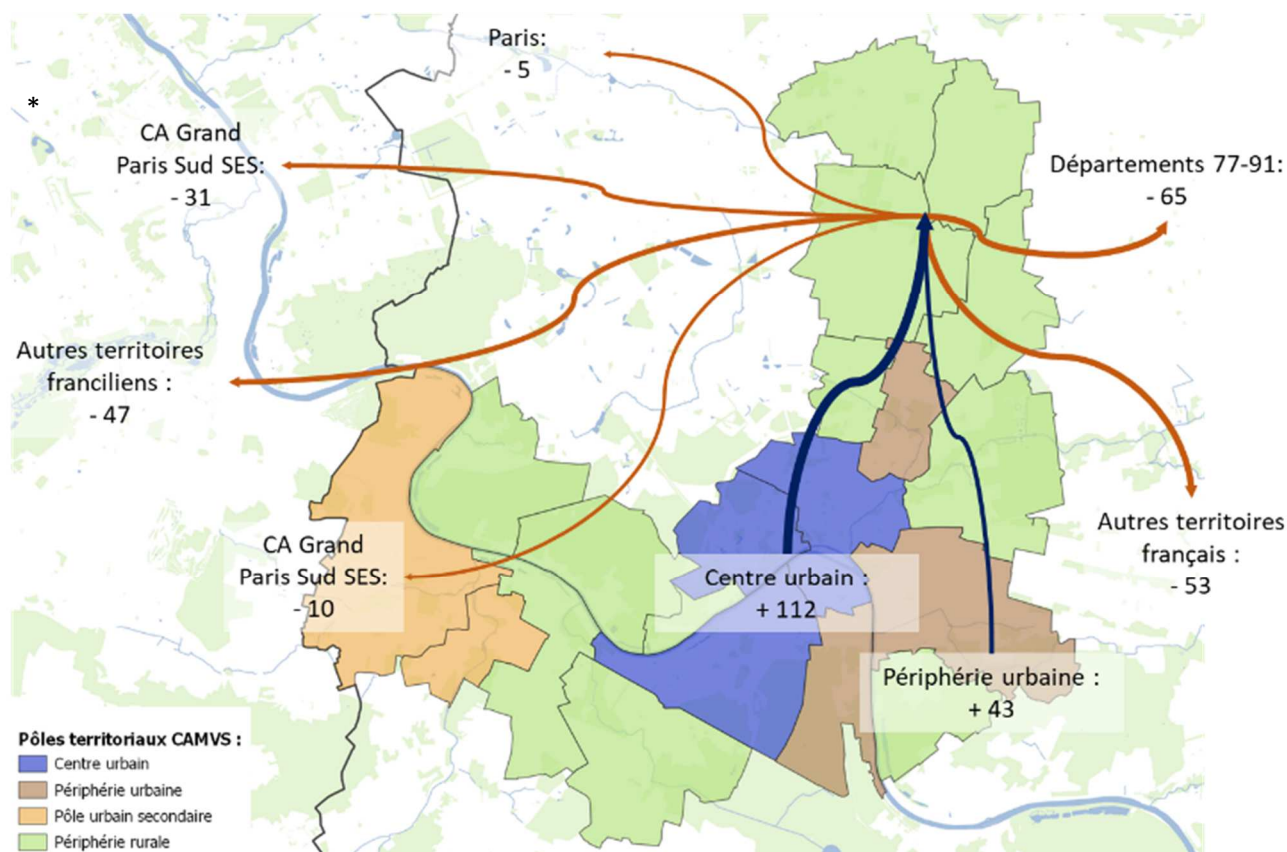 Paris:
- 5
*
CA Grand
Paris Sud SES:
- 31
Départements 77-91:
- 65
Autres territoires
franciliens :
- 47
Autres territoires
français :
- 53
CA Grand
Paris Sud SES:
- 10
Centre urbain :
+ 112
Périphérie urbaine :
+ 43
Pôles territoriaux CAMVS :
Centre urbain
Périphérie urbaine
Pôle urbain secondaire
Périphérie rurale